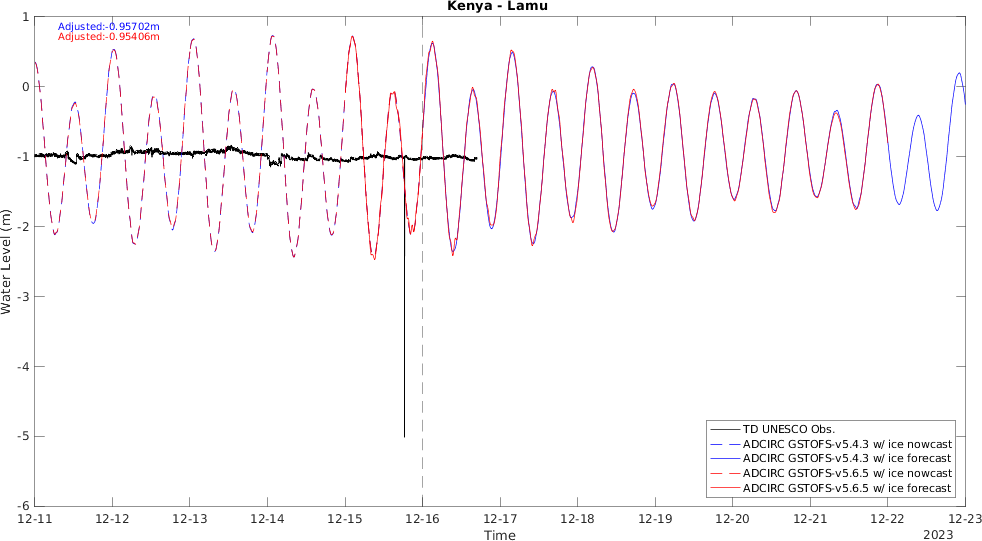 Kenya - Lamu
Adjusted:-0.95702m
Adjusted:-0.95406m
Water Level (m)
1
0
-1
-2
-3
-4
-5
-6
TD UNESCO Obs.
ADCIRC GSTOFS-v5.4.3 w/ ice nowcast
ADCIRC GSTOFS-v5.4.3 w/ ice forecast
ADCIRC GSTOFS-v5.6.5 w/ ice nowcast
ADCIRC GSTOFS-v5.6.5 w/ ice forecast
12-11 12-12 12-13 12-14 12-15 12-16 12-17 12-18 12-19 12-20 12-21 12-22 12-23
Time
2023